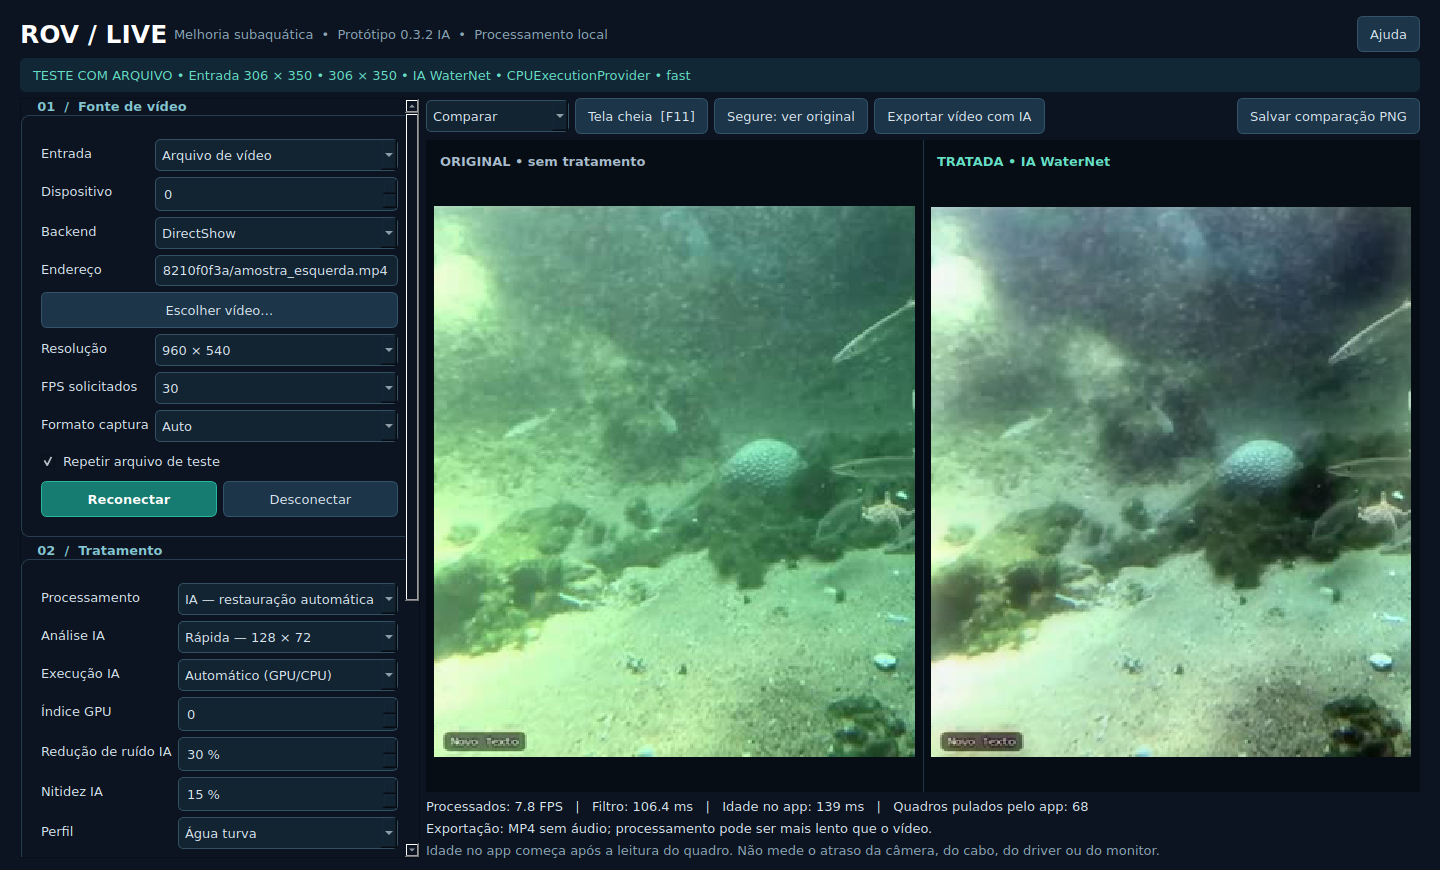 ROV / LIVE Melhoria subaquática • Protótipo 0.3.2 IA • Processamento local
Ajuda
TESTE COM ARQUIVO • Entrada 306 × 350 • 306 × 350 • IA WaterNet • CPUExecutionProvider • fast
01 / Fonte de vídeo
Entrada Arquivo de vídeo
Dispositivo 0
Backend DirectShow
Endereço 8210f0f3a/amostra_esquerda.mp4
Escolher vídeo...
Resolução 960 × 540
FPS solicitados 30
Formato captura Auto
✓ Repetir arquivo de teste
Reconectar Desconectar
02 / Tratamento
Processamento IA — restauração automática
Análise IA Rápida — 128 × 72
Execução IA Automático (GPU/CPU)
Índice GPU 0
Redução de ruído IA 30 %
Nitidez IA 15 %
Perfil Água turva
Comparar Tela cheia [F11] Segure: ver original Exportar vídeo com IA Salvar comparação PNG
ORIGINAL • sem tratamento
TRATADA • IA WaterNet
Novo Texto
Novo Texto
Processados: 7.8 FPS | Filtro: 106.4 ms | Idade no app: 139 ms | Quadros pulados pelo app: 68
Exportação: MP4 sem áudio; processamento pode ser mais lento que o vídeo.
Idade no app começa após a leitura do quadro. Não mede o atraso da câmera, do cabo, do driver ou do monitor.